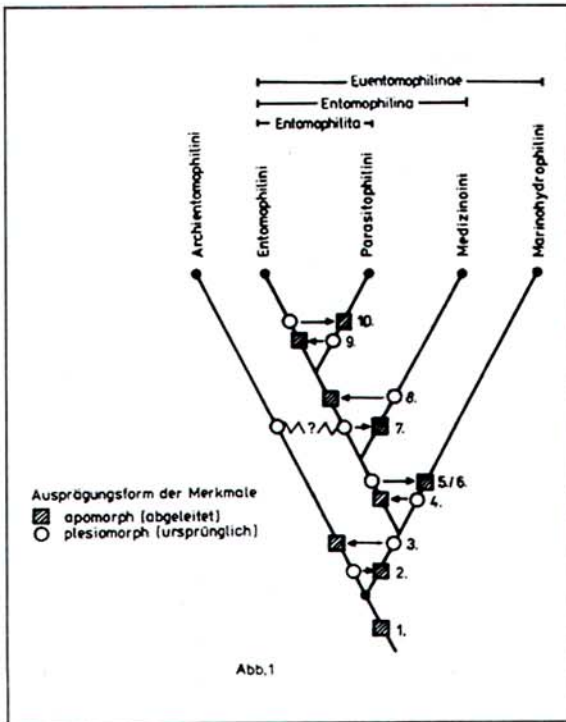 Euentomophilinae
Entomophilina
Entomophilita
Archientomophilini
Entomophilini
Parasitophilini
Medizinoini
Marinohydrophilini
10.
9.
8.
?
7.
5./6.
4.
Ausprägungsform der Merkmale
apomorph (abgeleitet)
plesiomorph (ursprünglich)
3.
2.
1.
Abb.1